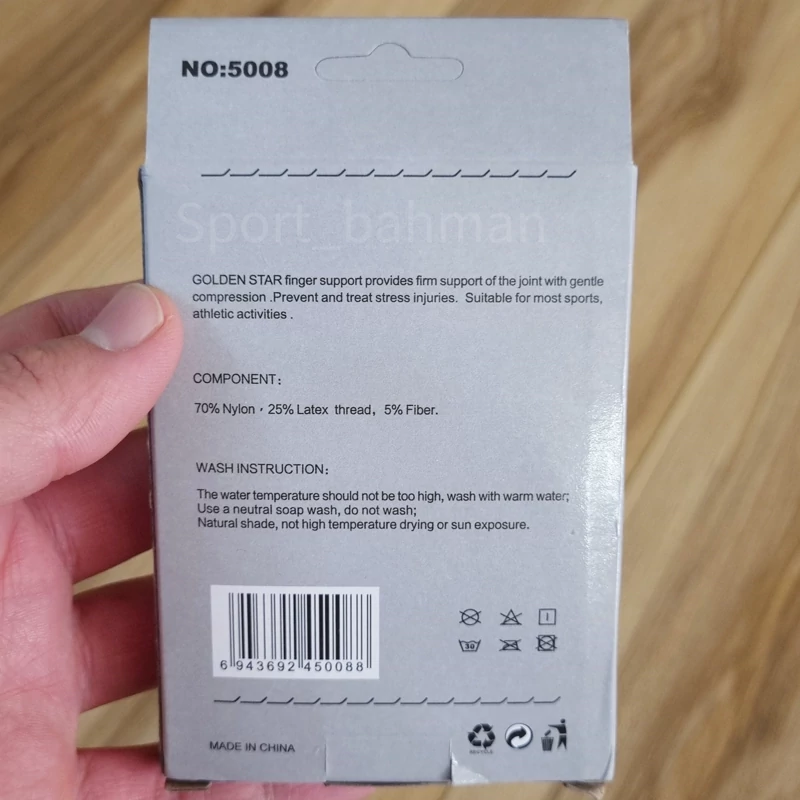 NO:5008
Sport_bahman
GOLDEN STAR finger support provides firm support of the joint with gentle
compression .Prevent and treat stress injuries. Suitable for most sports,
athletic activities .
COMPONENT:
70% Nylon，25% Latex thread，5% Fiber.
WASH INSTRUCTION:
The water temperature should not be too high, wash with warm water;
Use a neutral soap wash, do not wash;
Natural shade, not high temperature drying or sun exposure.
6 943692 450088
30
MADE IN CHINA
RECYCLE